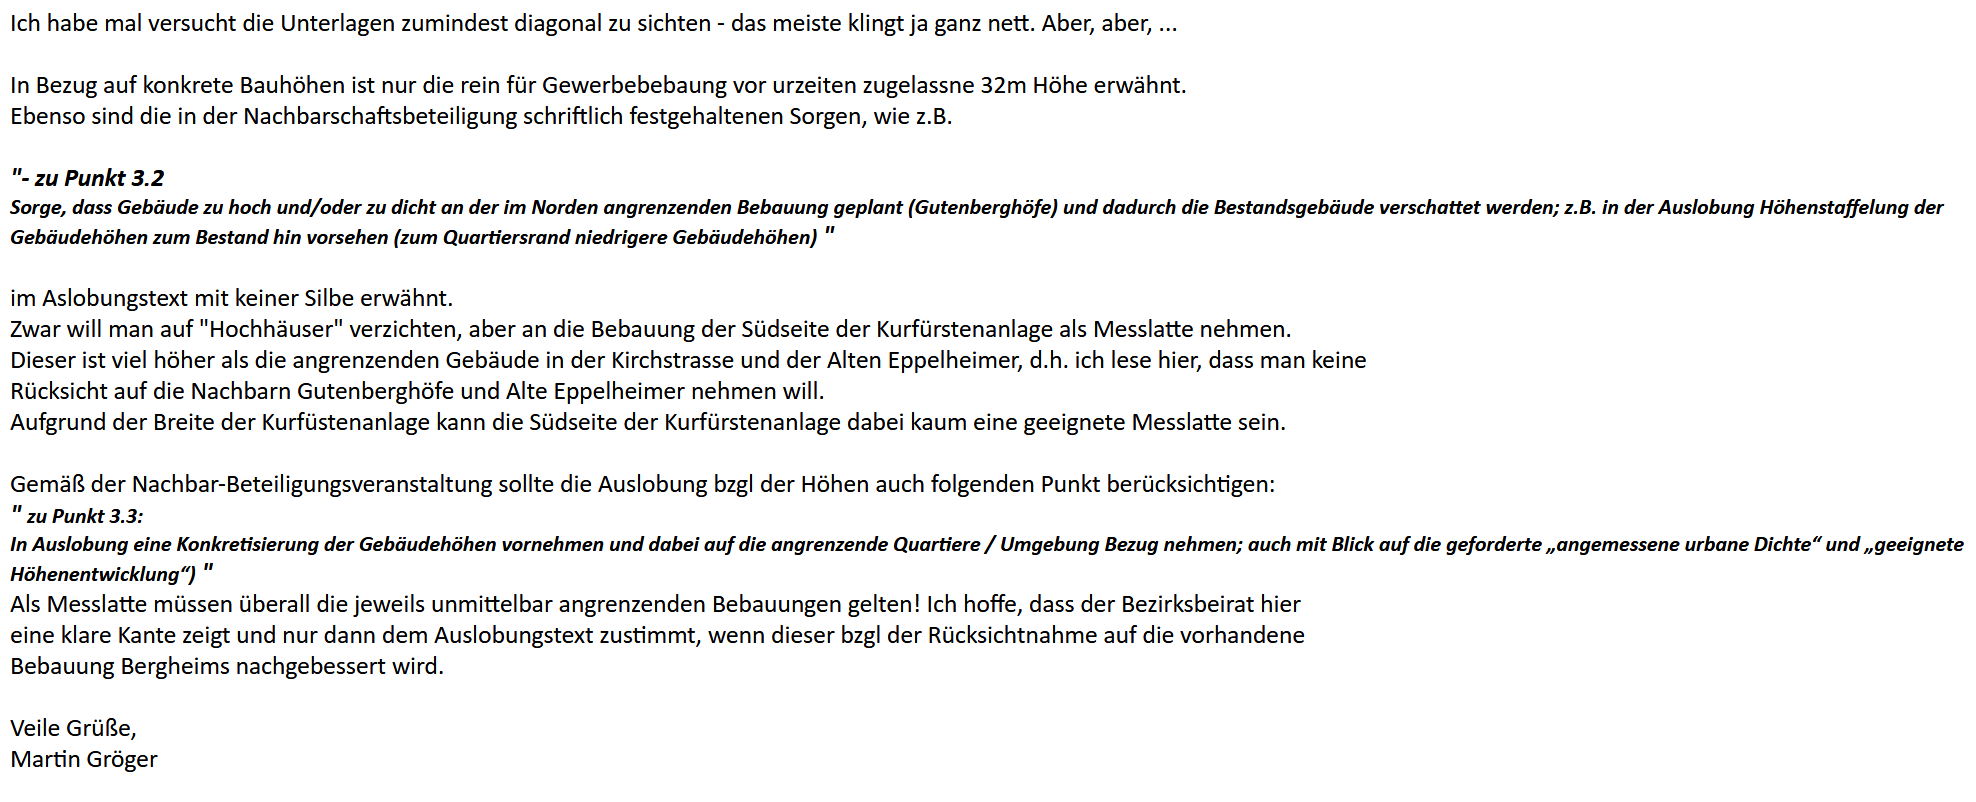 Ich habe mal versucht die Unterlagen zumindest diagonal zu sichten - das meiste klingt ja ganz nett. Aber, aber, ...
In Bezug auf konkrete Bauhöhen ist nur die rein für Gewerbebebaung vor urzeiten zugelassne 32m Höhe erwähnt.
Ebenso sind die in der Nachbarschaftsbeteiligung schriftlich festgehaltenen Sorgen, wie z.B.
"- zu Punkt 3.2
Sorge, dass Gebäude zu hoch und/oder zu dicht an der im Norden angrenzenden Bebauung geplant (Gutenberghöfe) und dadurch die Bestandsgebäude verschattet werden; z.B. in der Auslobung Höhenstaffelung der
Gebäudehöhen zum Bestand hin vorsehen (zum Quartiersrand niedrigere Gebäudehöhen) "
im Aslobungstext mit keiner Silbe erwähnt.
Zwar will man auf "Hochhäuser" verzichten, aber an die Bebauung der Südseite der Kurfürstenanlage als Messlatte nehmen.
Dieser ist viel höher als die angrenzenden Gebäude in der Kirchstrasse und der Alten Eppelheimer, d.h. ich lese hier, dass man keine
Rücksicht auf die Nachbarn Gutenberghöfe und Alte Eppelheimer nehmen will.
Aufgrund der Breite der Kurfüstenanlage kann die Südseite der Kurfürstenanlage dabei kaum eine geeignete Messlatte sein.
Gemäß der Nachbar-Beteiligungsveranstaltung sollte die Auslobung bzgl der Höhen auch folgenden Punkt berücksichtigen:
" zu Punkt 3.3:
In Auslobung eine Konkretisierung der Gebäudehöhen vornehmen und dabei auf die angrenzende Quartiere / Umgebung Bezug nehmen; auch mit Blick auf die geforderte „angemessene urbane Dichte“ und „geeignete
Höhenentwicklung“) "
Als Messlatte müssen überall die jeweils unmittelbar angrenzenden Bebauungen gelten! Ich hoffe, dass der Bezirksbeirat hier
eine klare Kante zeigt und nur dann dem Auslobungstext zustimmt, wenn dieser bzgl der Rücksichtnahme auf die vorhandene
Bebauung Bergheims nachgebessert wird.
Veile Grüße,
Martin Gröger